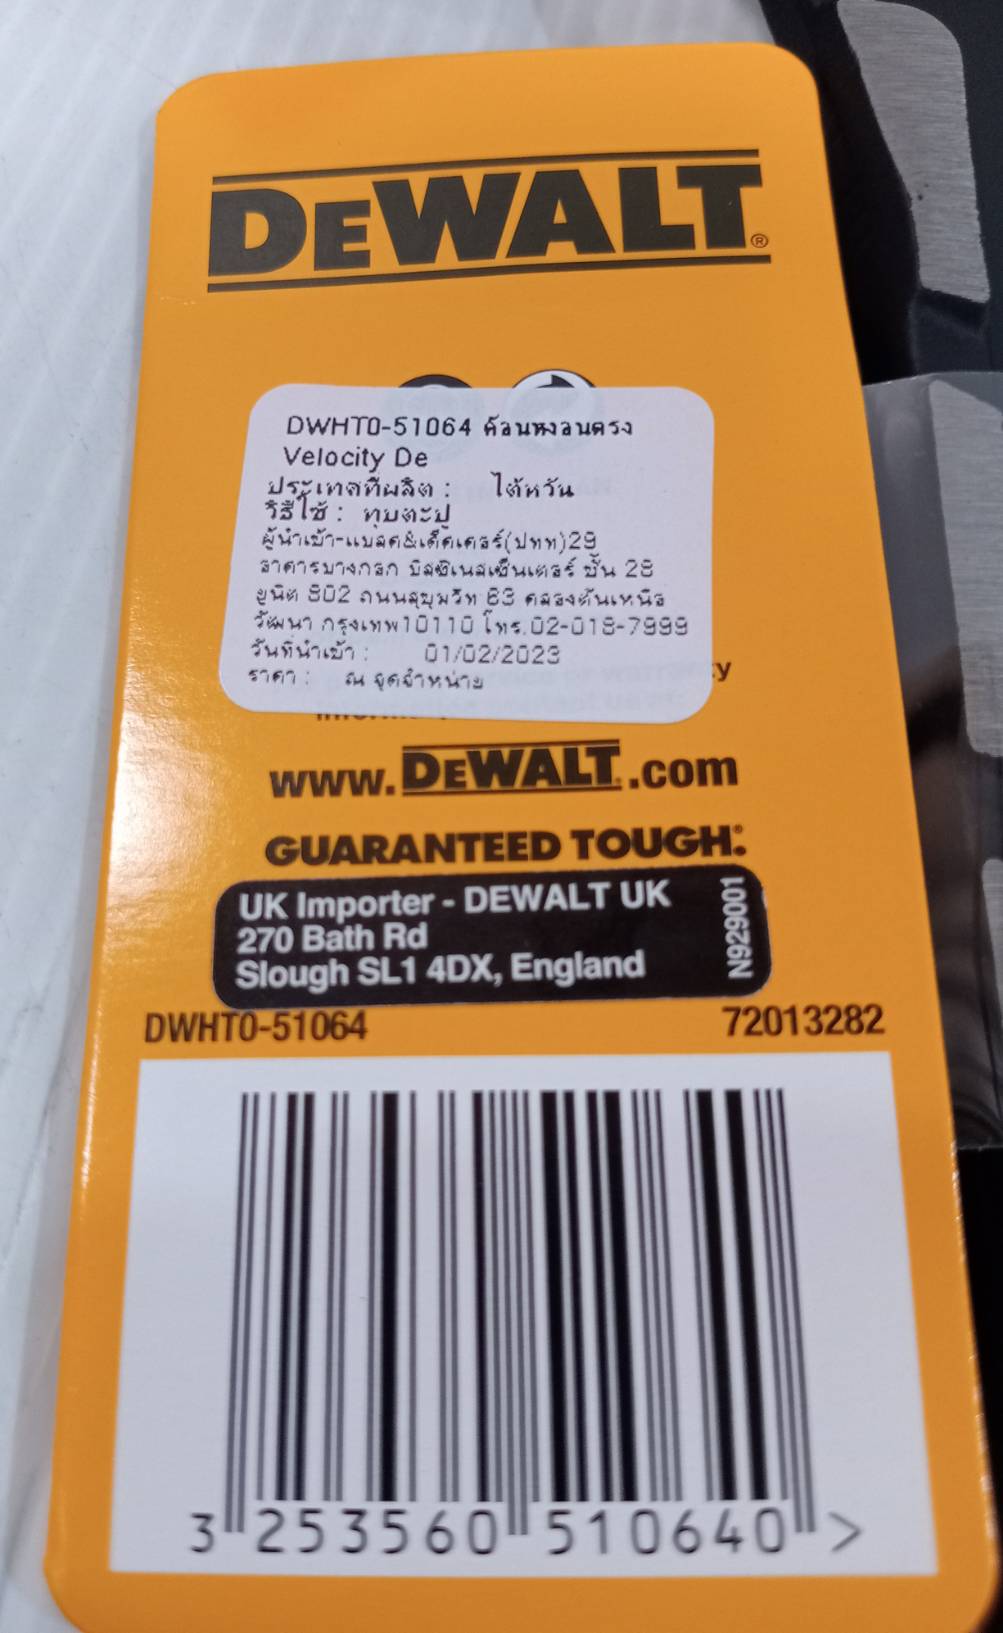 DEWALT®
DWHT0-51064 ค้อนหงอนตรง
Velocity De
ประเทศที่ผลิต : ไต้หวัน
วิธีใช้ : ทุบตะปู
ผู้นำเข้า-แบลค&เด็คเคอร์(ปทท)29
อาคารบางกอก บิสซิเนสเซ็นเตอร์ ชั้น 28
ยูนิต 802 ถนนสุขุมวิท 63 คลองตันเหนือ
วัฒนา กรุงเทพ10110 โทร.02-018-7999
วันที่นำเข้า : 01/02/2023
ราคา : ณ จุดจำหน่าย
www.DEWALT.com
GUARANTEED TOUGH.®
UK Importer - DEWALT UK
270 Bath Rd
Slough SL1 4DX, England
N929001
DWHT0-51064 72013282
3 253560 510640 >